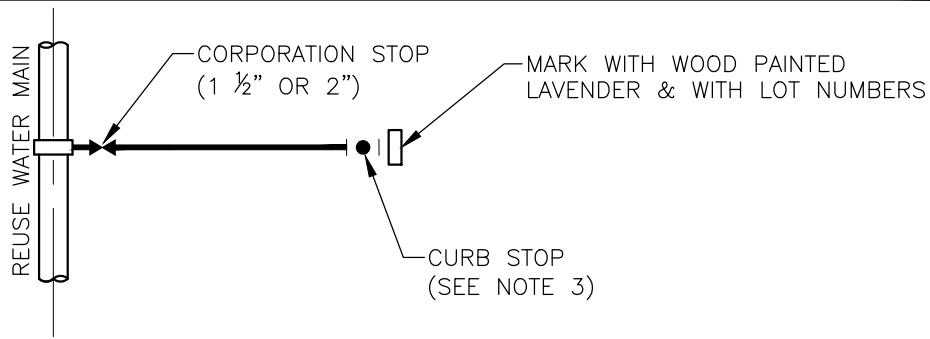 REUSE WATER MAIN
CORPORATION STOP
(1 ½” OR 2”)
MARK WITH WOOD PAINTED
LAVENDER & WITH LOT NUMBERS
CURB STOP
(SEE NOTE 3)